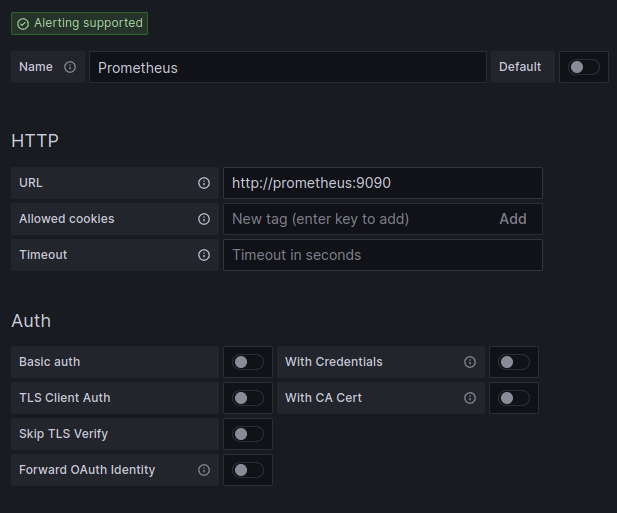 Alerting supported
Name Prometheus Default
HTTP
URL http://prometheus:9090
Allowed cookies New tag (enter key to add) Add
Timeout Timeout in seconds
Auth
Basic auth With Credentials
TLS Client Auth With CA Cert
Skip TLS Verify
Forward OAuth Identity